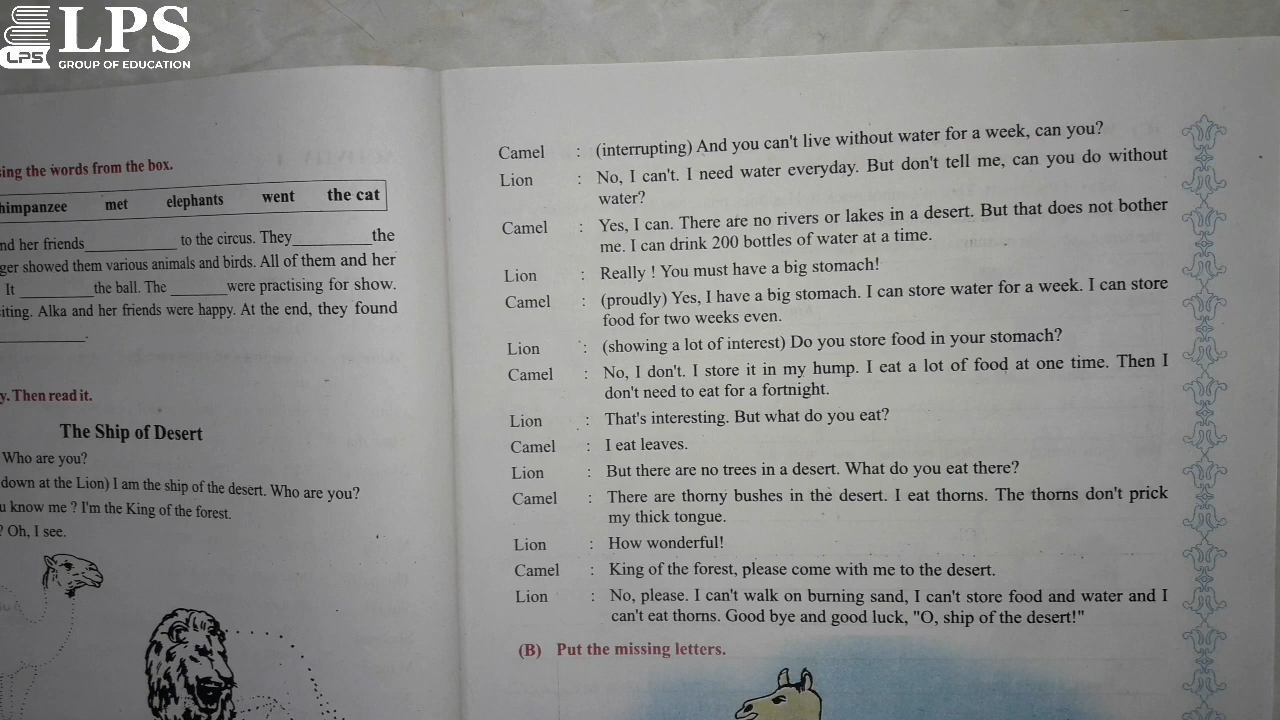 LPS
LPS
GROUP OF EDUCATION
sing the words from the box.
himpanzee met elephants went the cat
nd her friends____________ to the circus. They__________the
ger showed them various animals and birds. All of them and her
It __________the ball. The ________were practising for show.
iting. Alka and her friends were happy. At the end, they found
____________.
y. Then read it.
The Ship of Desert
Who are you?
down at the Lion) I am the ship of the desert. Who are you?
u know me ? I'm the King of the forest.
? Oh, I see.
Camel : (interrupting) And you can't live without water for a week, can you?
Lion : No, I can't. I need water everyday. But don't tell me, can you do without
water?
Camel : Yes, I can. There are no rivers or lakes in a desert. But that does not bother
me. I can drink 200 bottles of water at a time.
Lion : Really ! You must have a big stomach!
Camel : (proudly) Yes, I have a big stomach. I can store water for a week. I can store
food for two weeks even.
Lion : (showing a lot of interest) Do you store food in your stomach?
Camel : No, I don't. I store it in my hump. I eat a lot of food at one time. Then I
don't need to eat for a fortnight.
Lion : That's interesting. But what do you eat?
Camel : I eat leaves.
Lion : But there are no trees in a desert. What do you eat there?
Camel : There are thorny bushes in the desert. I eat thorns. The thorns don't prick
my thick tongue.
Lion : How wonderful!
Camel : King of the forest, please come with me to the desert.
Lion : No, please. I can't walk on burning sand, I can't store food and water and I
can't eat thorns. Good bye and good luck, "O, ship of the desert!"
(B) Put the missing letters.